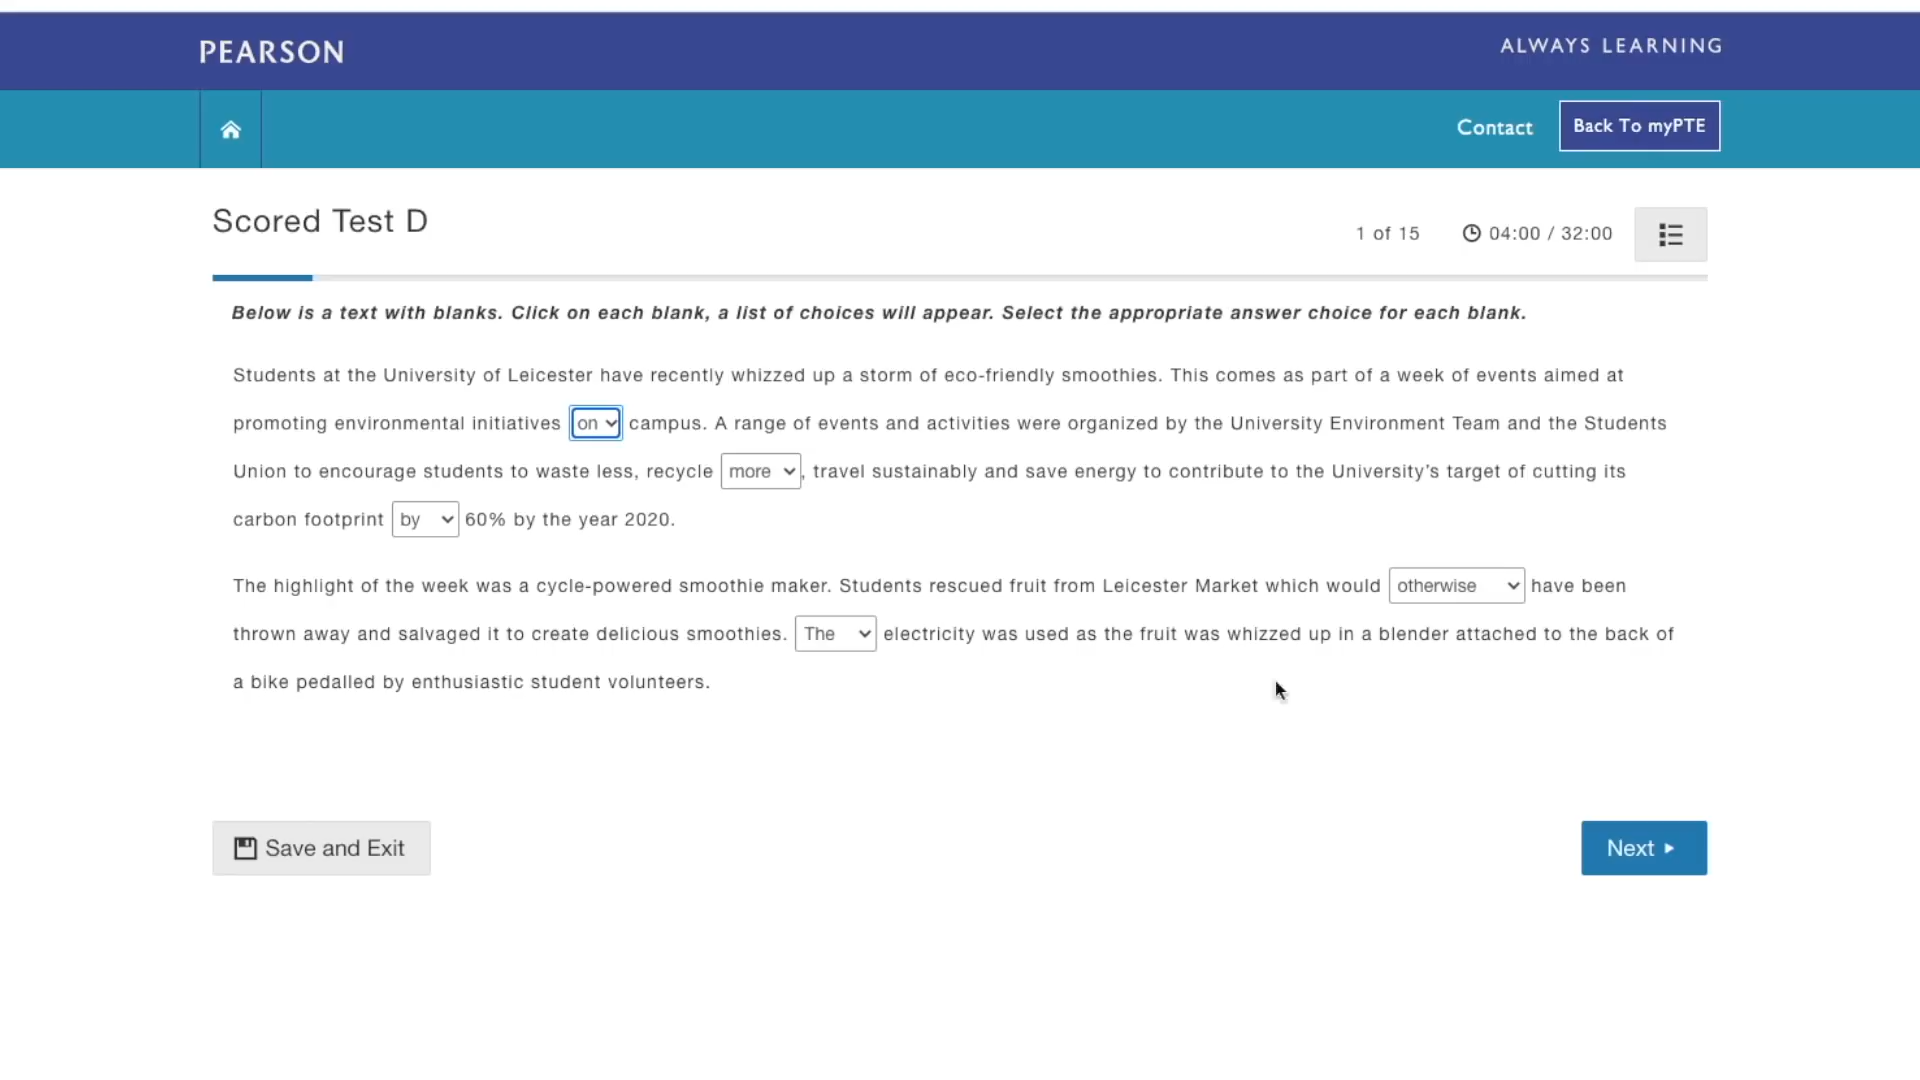 PEARSON
ALWAYS LEARNING
Contact
Back To myPTE
Scored Test D
1 of 15
04:00 / 32:00
Below is a text with blanks. Click on each blank, a list of choices will appear. Select the appropriate answer choice for each blank.
Students at the University of Leicester have recently whizzed up a storm of eco-friendly smoothies. This comes as part of a week of events aimed at
promoting environmental initiatives on campus. A range of events and activities were organized by the University Environment Team and the Students
Union to encourage students to waste less, recycle more, travel sustainably and save energy to contribute to the University's target of cutting its
carbon footprint by 60% by the year 2020.
The highlight of the week was a cycle-powered smoothie maker. Students rescued fruit from Leicester Market which would otherwise have been
thrown away and salvaged it to create delicious smoothies. The electricity was used as the fruit was whizzed up in a blender attached to the back of
a bike pedalled by enthusiastic student volunteers.
Save and Exit
Next